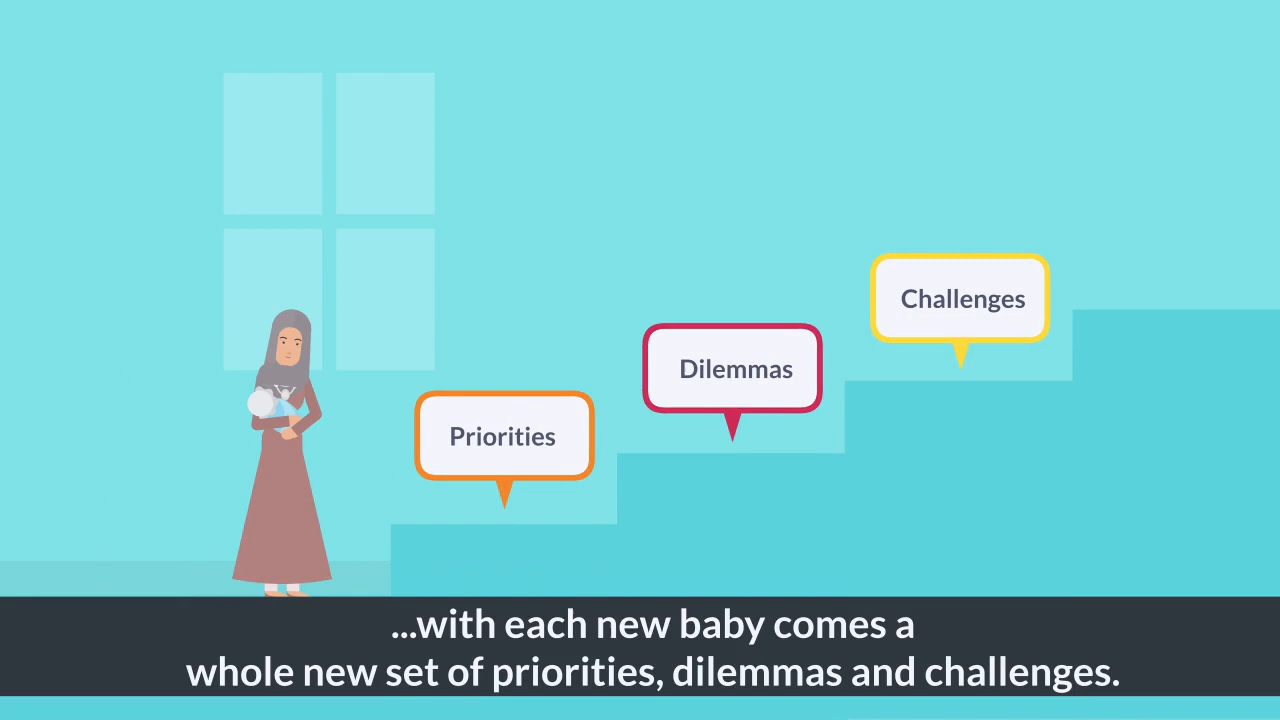 Challenges
Dilemmas
Priorities
...with each new baby comes a
whole new set of priorities, dilemmas and challenges.